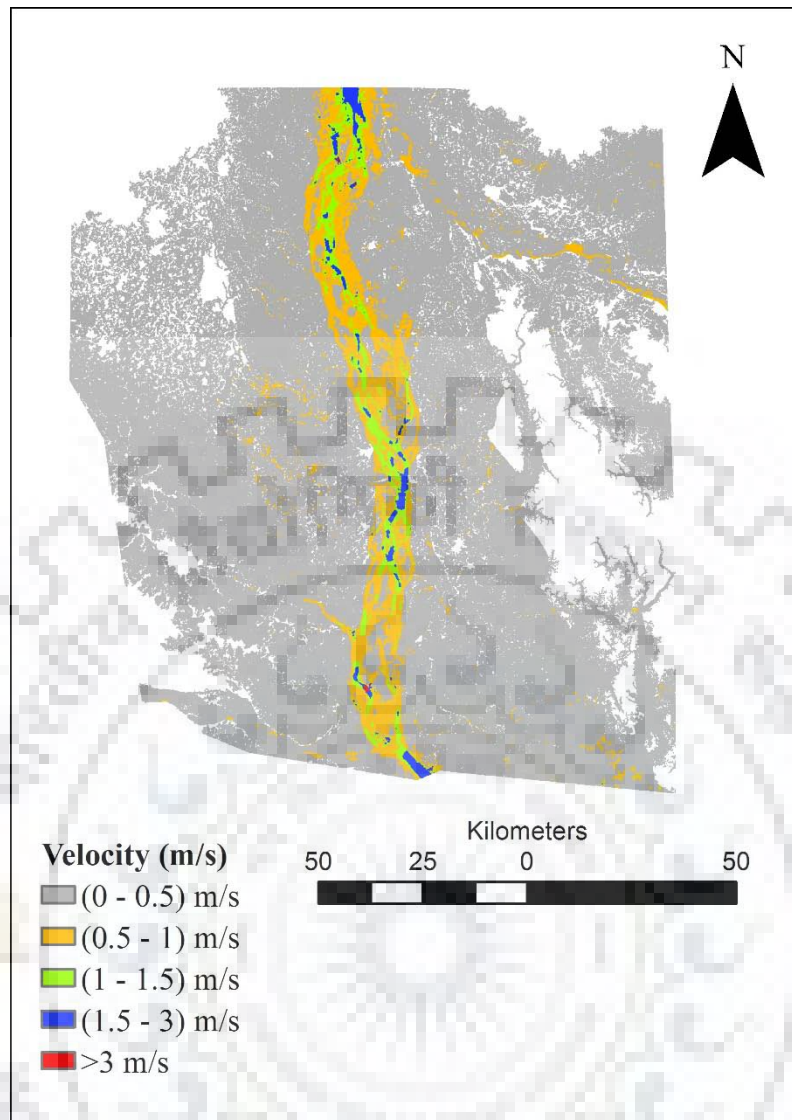 N
Kilometers
50 25 0 50
Velocity (m/s)
(0 - 0.5) m/s
(0.5 - 1) m/s
(1 - 1.5) m/s
(1.5 - 3) m/s
>3 m/s